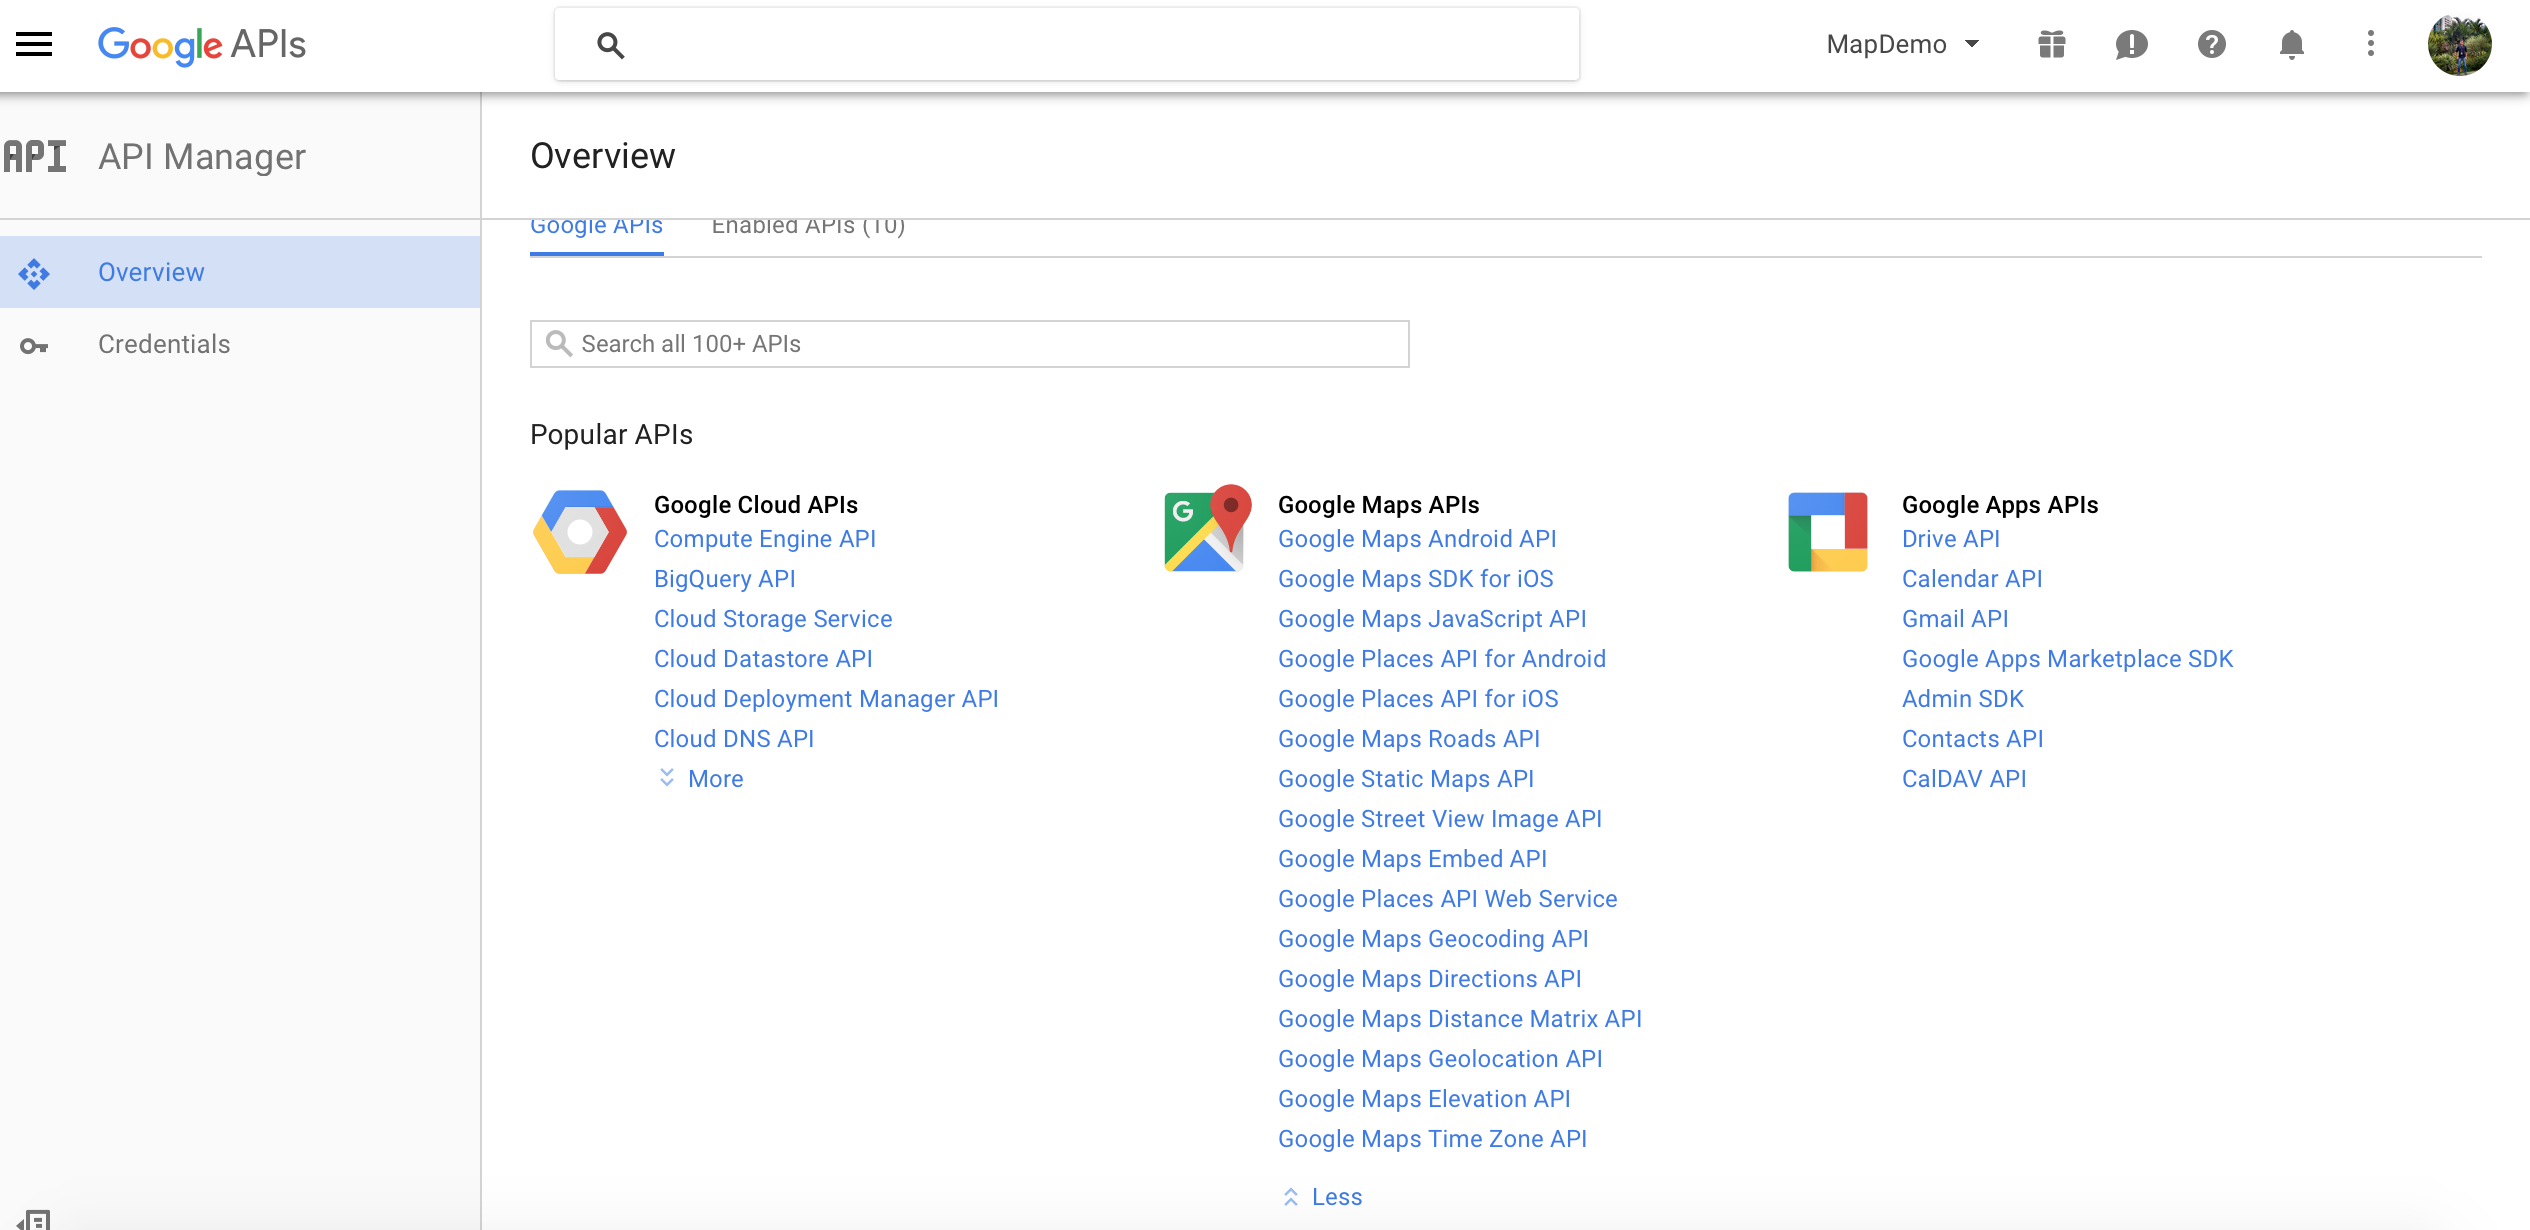 Google APIs
MapDemo
API API Manager
Overview
Google APIs
Enabled APIs (10)
Overview
Credentials
Search all 100+ APIs
Popular APIs
Google Cloud APIs
Compute Engine API
BigQuery API
Cloud Storage Service
Cloud Datastore API
Cloud Deployment Manager API
Cloud DNS API
More
G
Google Maps APIs
Google Maps Android API
Google Maps SDK for iOS
Google Maps JavaScript API
Google Places API for Android
Google Places API for iOS
Google Maps Roads API
Google Static Maps API
Google Street View Image API
Google Maps Embed API
Google Places API Web Service
Google Maps Geocoding API
Google Maps Directions API
Google Maps Distance Matrix API
Google Maps Geolocation API
Google Maps Elevation API
Google Maps Time Zone API
Less
Google Apps APIs
Drive API
Calendar API
Gmail API
Google Apps Marketplace SDK
Admin SDK
Contacts API
CalDAV API